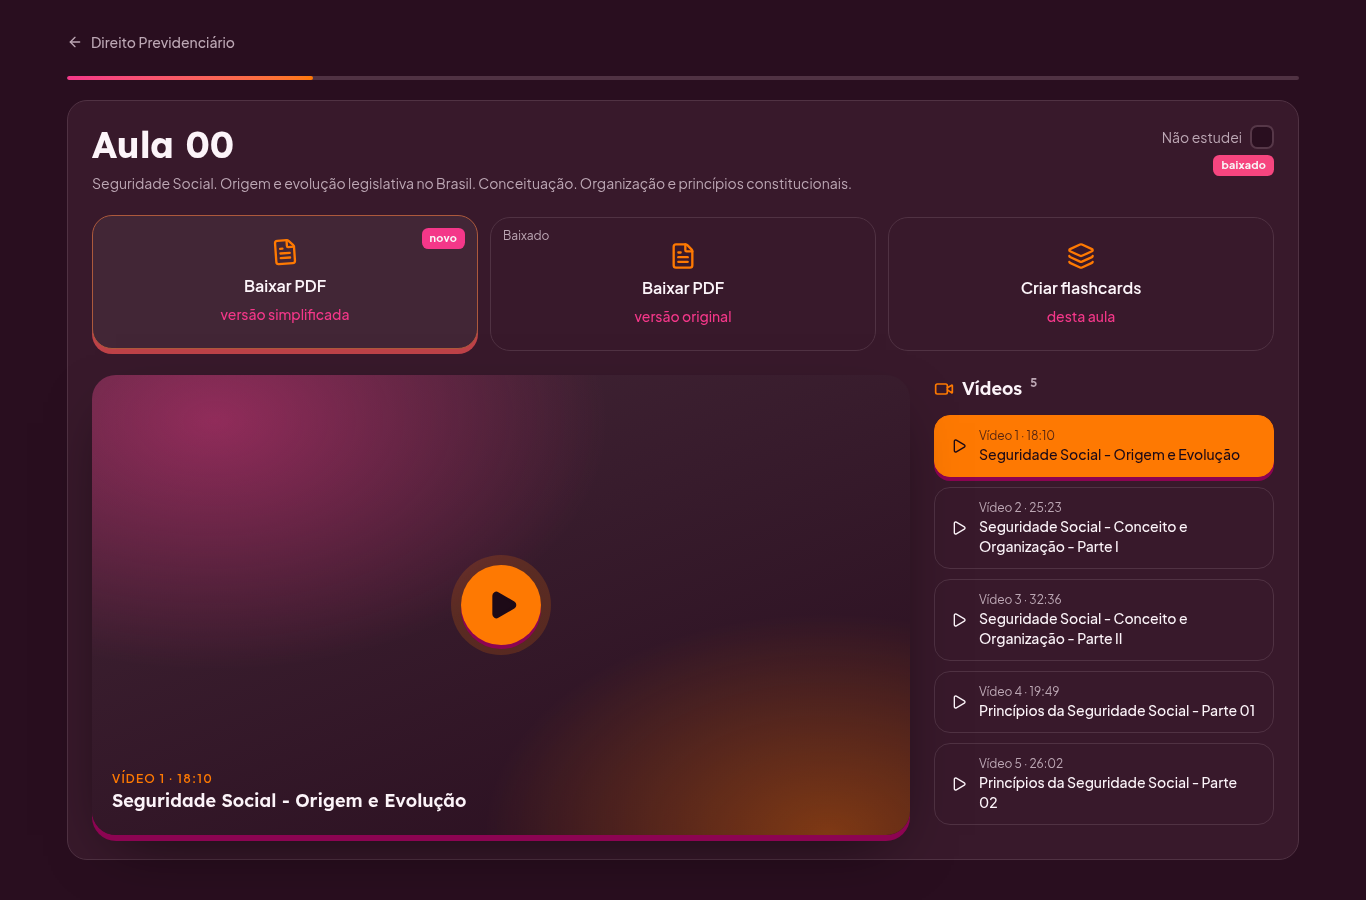 Direito Previdenciário
Aula 00
Não estudei
baixado
Seguridade Social. Origem e evolução legislativa no Brasil. Conceituação. Organização e princípios constitucionais.
novo
Baixar PDF
versão simplificada
Baixado
Baixar PDF
versão original
Criar flashcards
desta aula
VÍDEO 1 · 18:10
Seguridade Social - Origem e Evolução
Vídeos 5
Vídeo 1 · 18:10
Seguridade Social - Origem e Evolução
Vídeo 2 · 25:23
Seguridade Social - Conceito e
Organização - Parte I
Vídeo 3 · 32:36
Seguridade Social - Conceito e
Organização - Parte II
Vídeo 4 · 19:49
Princípios da Seguridade Social - Parte 01
Vídeo 5 · 26:02
Princípios da Seguridade Social - Parte
02